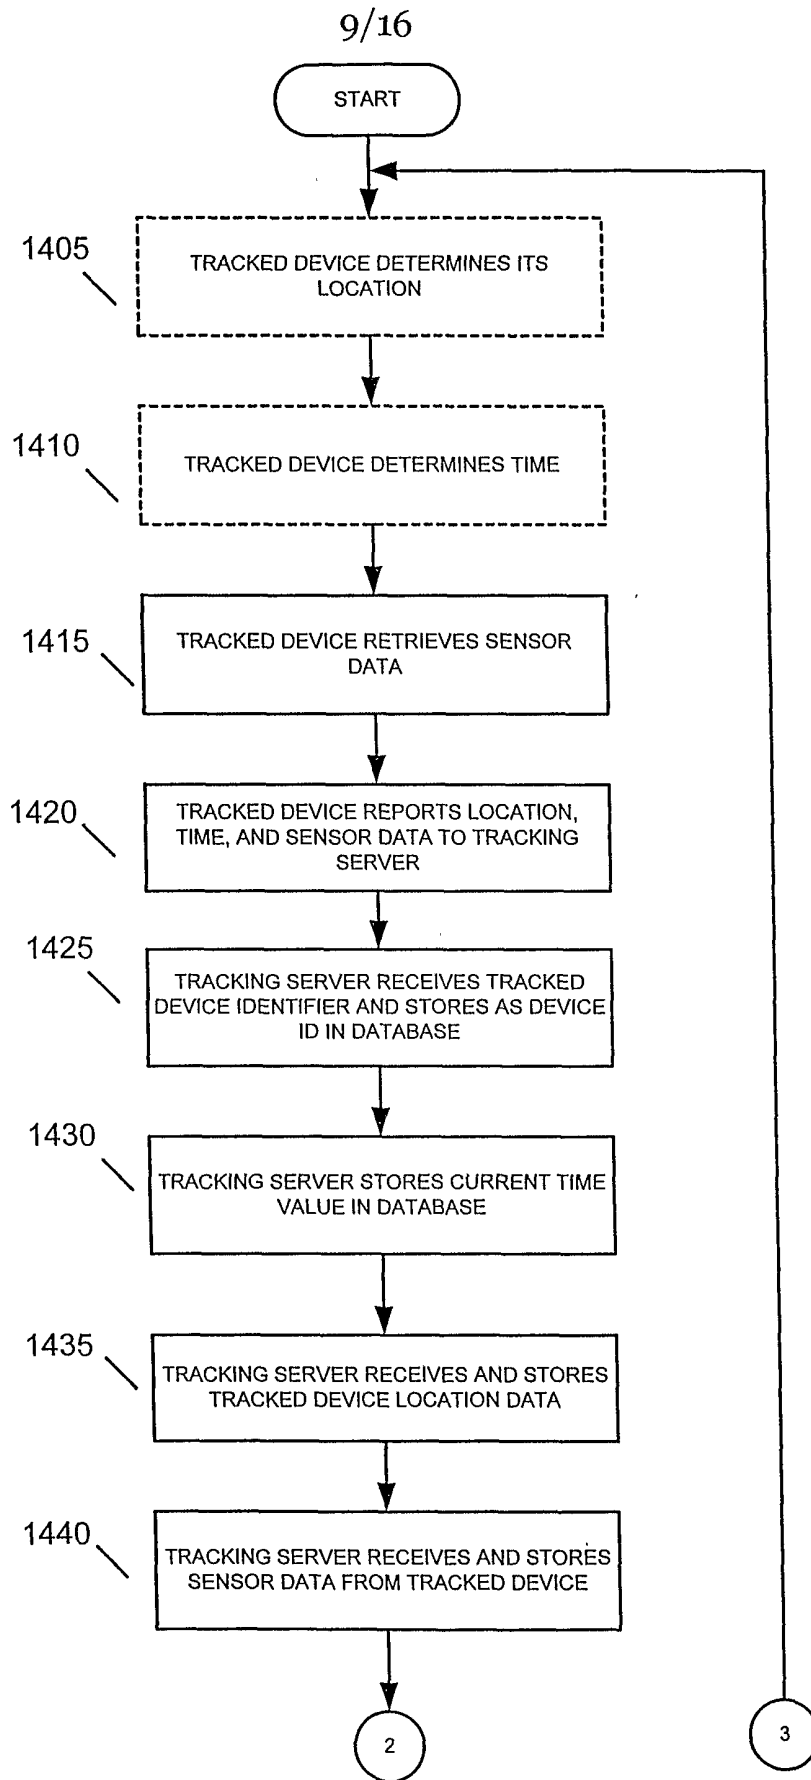 9/16
START
1405
TRACKED DEVICE DETERMINES ITS
LOCATION
1410
TRACKED DEVICE DETERMINES TIME
1415
TRACKED DEVICE RETRIEVES SENSOR
DATA
1420
TRACKED DEVICE REPORTS LOCATION,
TIME, AND SENSOR DATA TO TRACKING
SERVER
1425
TRACKING SERVER RECEIVES TRACKED
DEVICE IDENTIFIER AND STORES AS DEVICE
ID IN DATABASE
1430
TRACKING SERVER STORES CURRENT TIME
VALUE IN DATABASE
1435
TRACKING SERVER RECEIVES AND STORES
TRACKED DEVICE LOCATION DATA
1440
TRACKING SERVER RECEIVES AND STORES
SENSOR DATA FROM TRACKED DEVICE
2
3